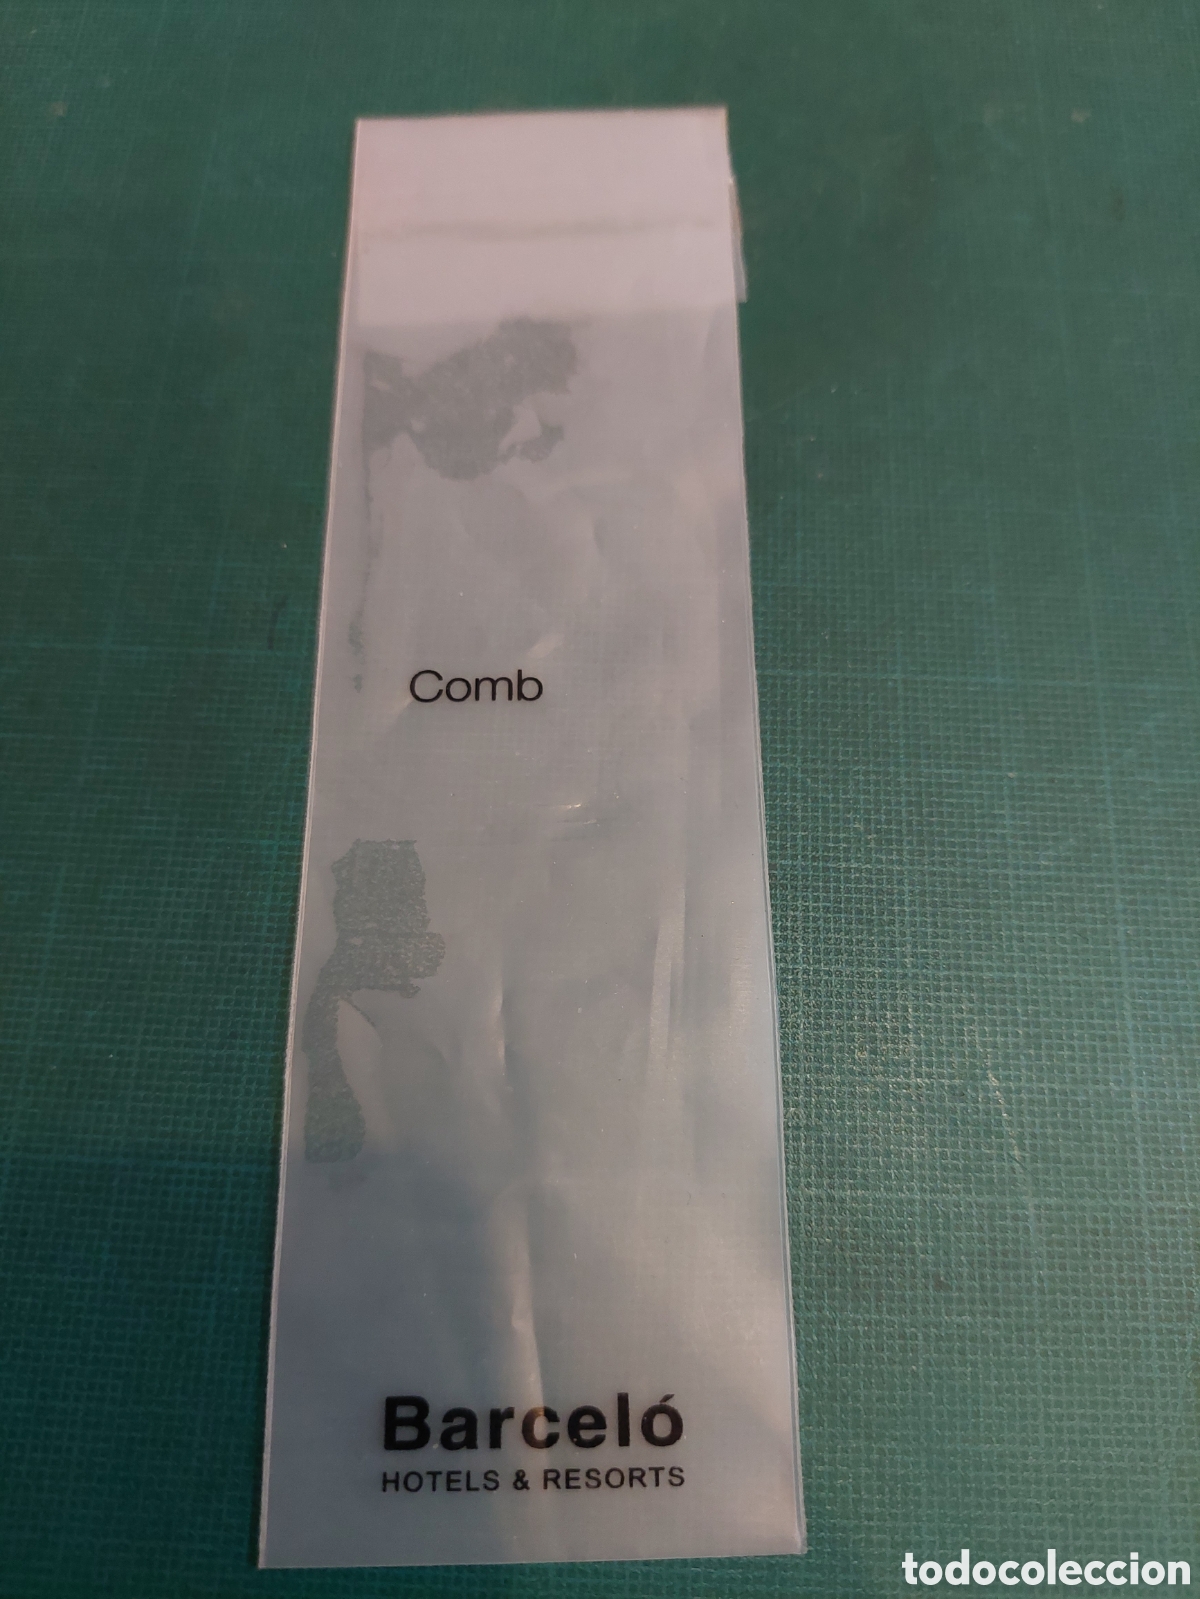 Comb
Barceló
HOTELS & RESORTS
todocoleccion